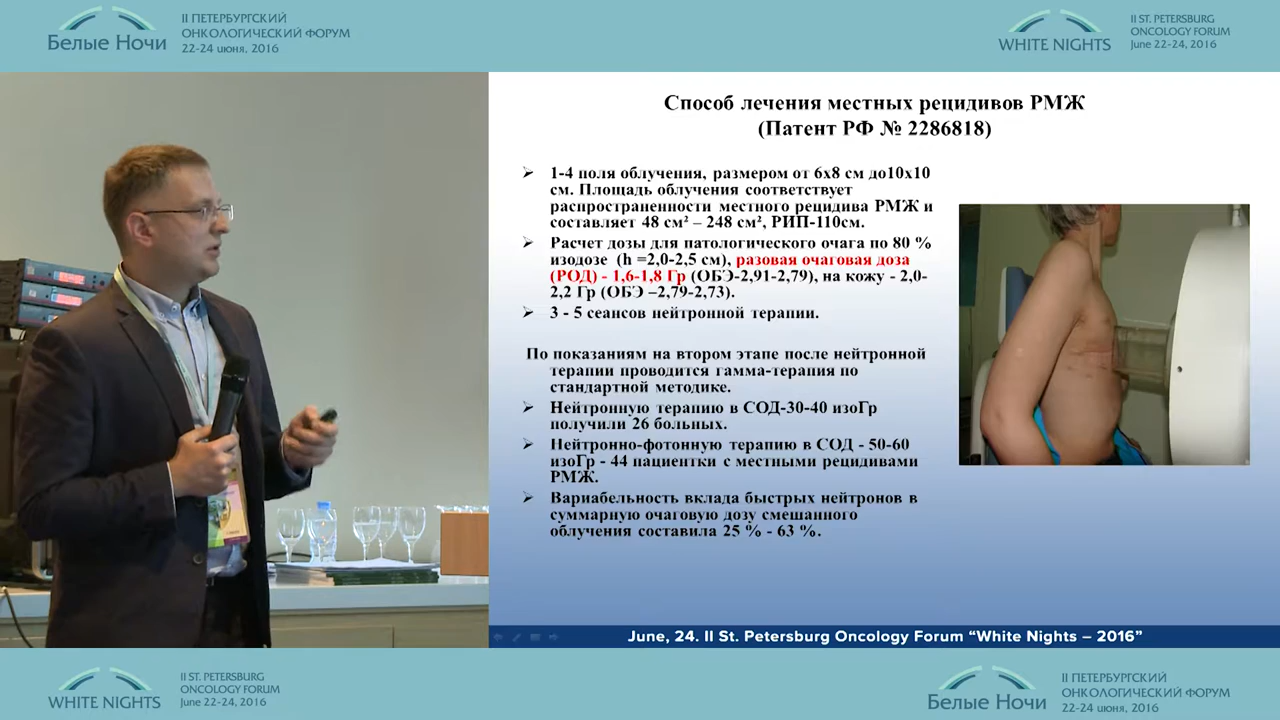 Белые Ночи
II ПЕТЕРБУРГСКИЙ
ОНКОЛОГИЧЕСКИЙ ФОРУМ
22-24 июня, 2016
WHITE NIGHTS
II ST. PETERSBURG
ONCOLOGY FORUM
June 22-24, 2016
Способ лечения местных рецидивов РМЖ
(Патент РФ № 2286818)
➢ 1-4 поля облучения, размером от 6х8 см до10х10
см. Площадь облучения соответствует
распространенности местного рецидива РМЖ и
составляет 48 см² – 248 см², РИП-110см.
➢ Расчет дозы для патологического очага по 80 %
изодозе (h =2,0-2,5 см), разовая очаговая доза
(РОД) - 1,6-1,8 Гр (ОБЭ-2,91-2,79), на кожу - 2,0-
2,2 Гр (ОБЭ –2,79-2,73).
➢ 3 - 5 сеансов нейтронной терапии.
По показаниям на втором этапе после нейтронной
терапии проводится гамма-терапия по
стандартной методике.
➢ Нейтронную терапию в СОД-30-40 изоГр
получили 26 больных.
➢ Нейтронно-фотонную терапию в СОД - 50-60
изоГр - 44 пациентки с местными рецидивами
РМЖ.
➢ Вариабельность вклада быстрых нейтронов в
суммарную очаговую дозу смешанного
облучения составила 25 % - 63 %.
June, 24. II St. Petersburg Oncology Forum “White Nights – 2016”
WHITE NIGHTS
II ST. PETERSBURG
ONCOLOGY FORUM
June 22-24, 2016
Белые Ночи
II ПЕТЕРБУРГСКИЙ
ОНКОЛОГИЧЕСКИЙ ФОРУМ
22-24 июня, 2016